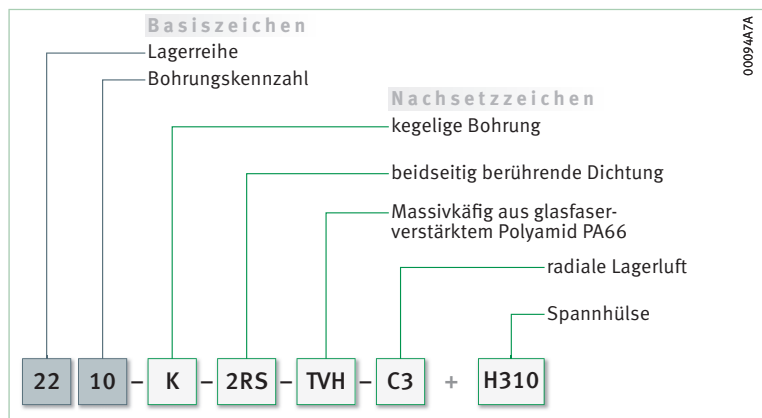 Basiszeichen
Lagerreihe
Bohrungskennzahl
Nachsetzzeichen
kegelige Bohrung
beidseitig berührende Dichtung
Massivkäfig aus glasfaser-
verstärktem Polyamid PA66
radiale Lagerluft
Spannhülse
22 10 – K – 2RS – TVH – C3 + H310
00094A7A